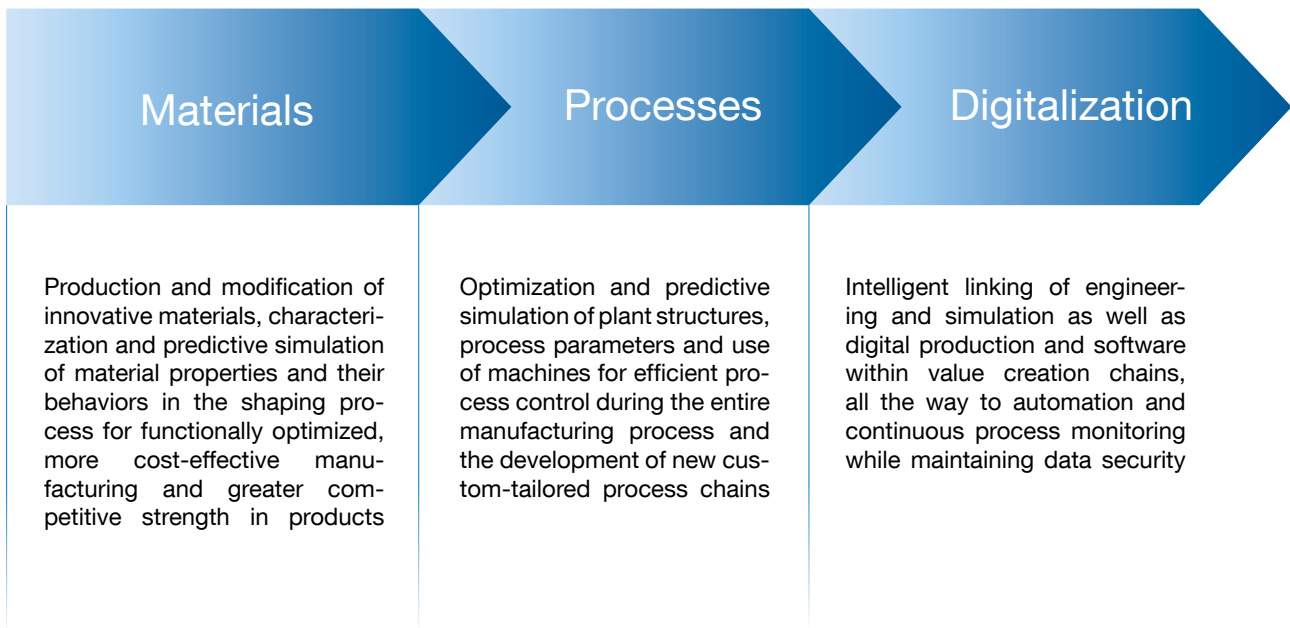 Materials
Processes
Digitalization
Production and modification of
innovative materials, characteri-
zation and predictive simulation
of material properties and their
behaviors in the shaping pro-
cess for functionally optimized,
more cost-effective manu-
facturing and greater com-
petitive strength in products
Optimization and predictive
simulation of plant structures,
process parameters and use
of machines for efficient pro-
cess control during the entire
manufacturing process and
the development of new cus-
tom-tailored process chains
Intelligent linking of engineer-
ing and simulation as well as
digital production and software
within value creation chains,
all the way to automation and
continuous process monitoring
while maintaining data security